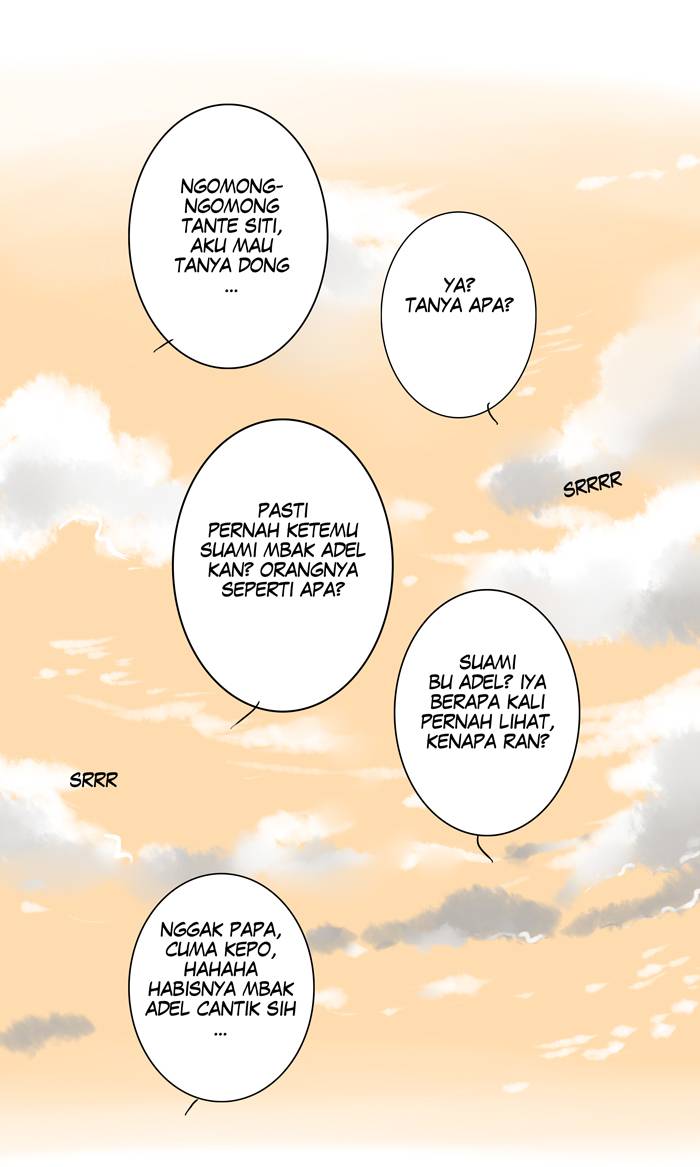 NGOMONG-
NGOMONG
TANTE SITI,
AKU MAU
TANYA DONG
...
YA?
TANYA APA?
PASTI
PERNAH KETEMU
SUAMI MBAK ADEL
KAN? ORANGNYA
SEPERTI APA?
SRRRR
SUAMI
BU ADEL? IYA
BERAPA KALI
PERNAH LIHAT,
KENAPA RAN?
SRRR
NGGAK PAPA,
CUMA KEPO,
HAHAHA
HABISNYA MBAK
ADEL CANTIK SIH
...